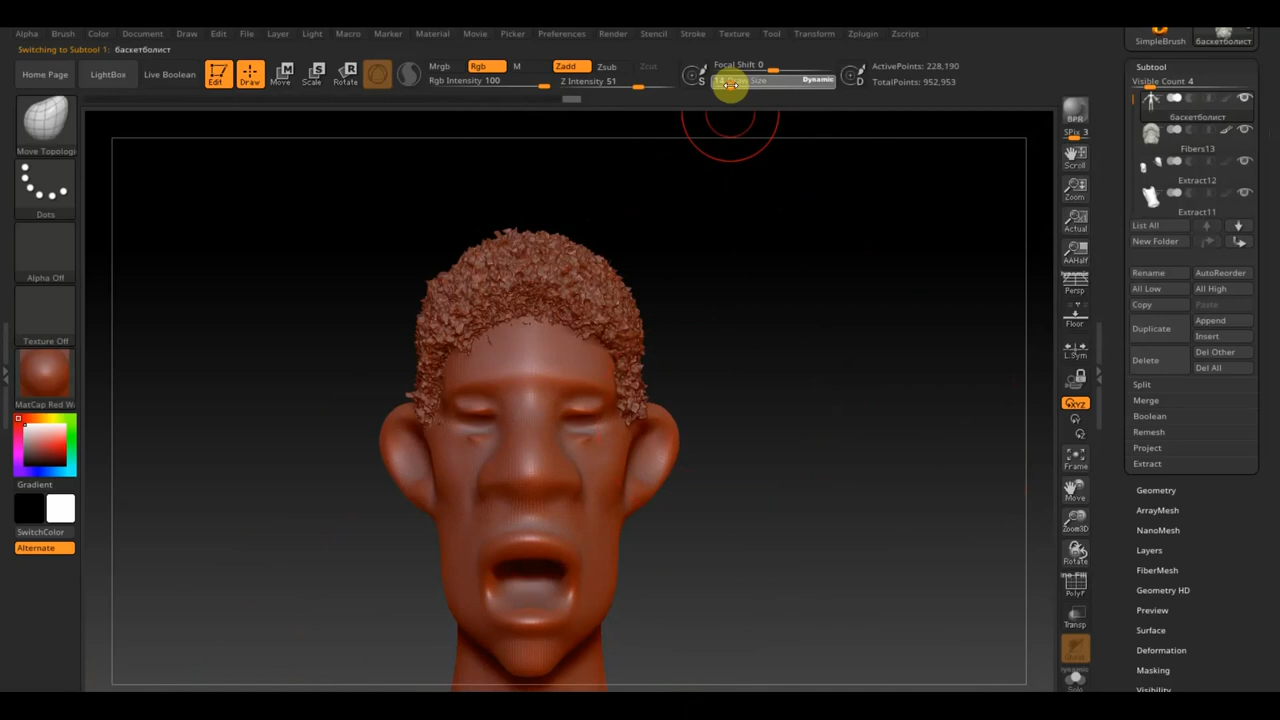 Alpha Brush Color Document Draw Edit File Layer Light Macro Marker Material Movie Picker Preferences Render Stencil Stroke Texture Tool Transform Zplugin Zscript
Switching to Subtool 1: баскетболист
SimpleBrush баскетболист
Home Page LightBox Live Boolean Edit Draw Move Scale Rotate
Mrgb Rgb M Zadd Zsub Zcut
Rgb Intensity 100 Z Intensity 51
S Focal Shift 0
Draw Size Dynamic D
ActivePoints: 228,190
TotalPoints: 952,953
Move Topologi
Dots
Alpha Off
Texture Off
MatCap Red W
Gradient
SwitchColor
Alternate
BPR
SPix 3
Scroll
Zoom
Actual
AAHalf
Persp
Floor
L.Sym
XYZ
Frame
Move
Zoom3D
Rotate
PolyF
Transp
Solo
Subtool
Visible Count 4
баскетболист
Fibers13
Extract12
Extract11
List All
New Folder
Rename AutoReorder
All Low All High
Copy Paste
Duplicate Append
Insert
Delete Del Other
Del All
Split
Merge
Boolean
Remesh
Project
Extract
Geometry
ArrayMesh
NanoMesh
Layers
FiberMesh
Geometry HD
Preview
Surface
Deformation
Masking